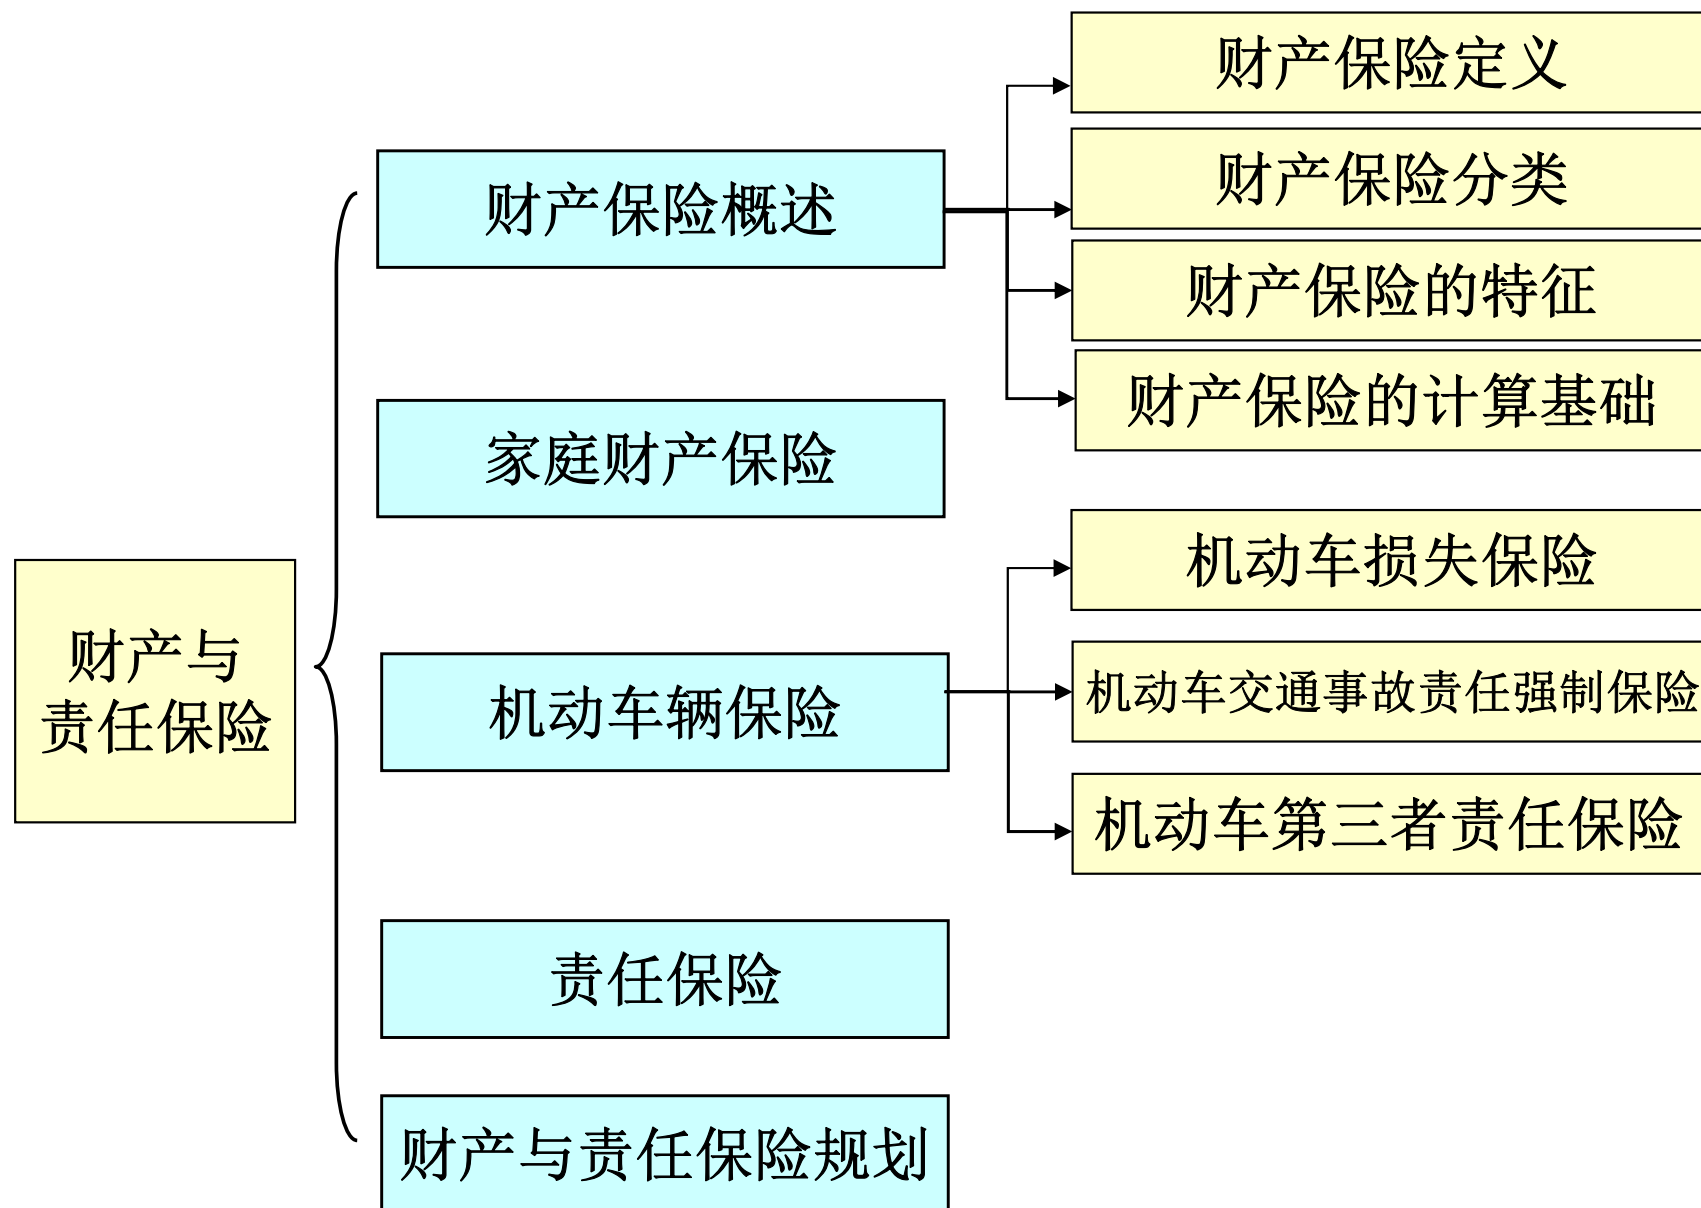 财产与
责任保险
财产保险概述
财产保险定义
财产保险分类
财产保险的特征
财产保险的计算基础
家庭财产保险
机动车辆保险
机动车损失保险
机动车交通事故责任强制保险
机动车第三者责任保险
责任保险
财产与责任保险规划